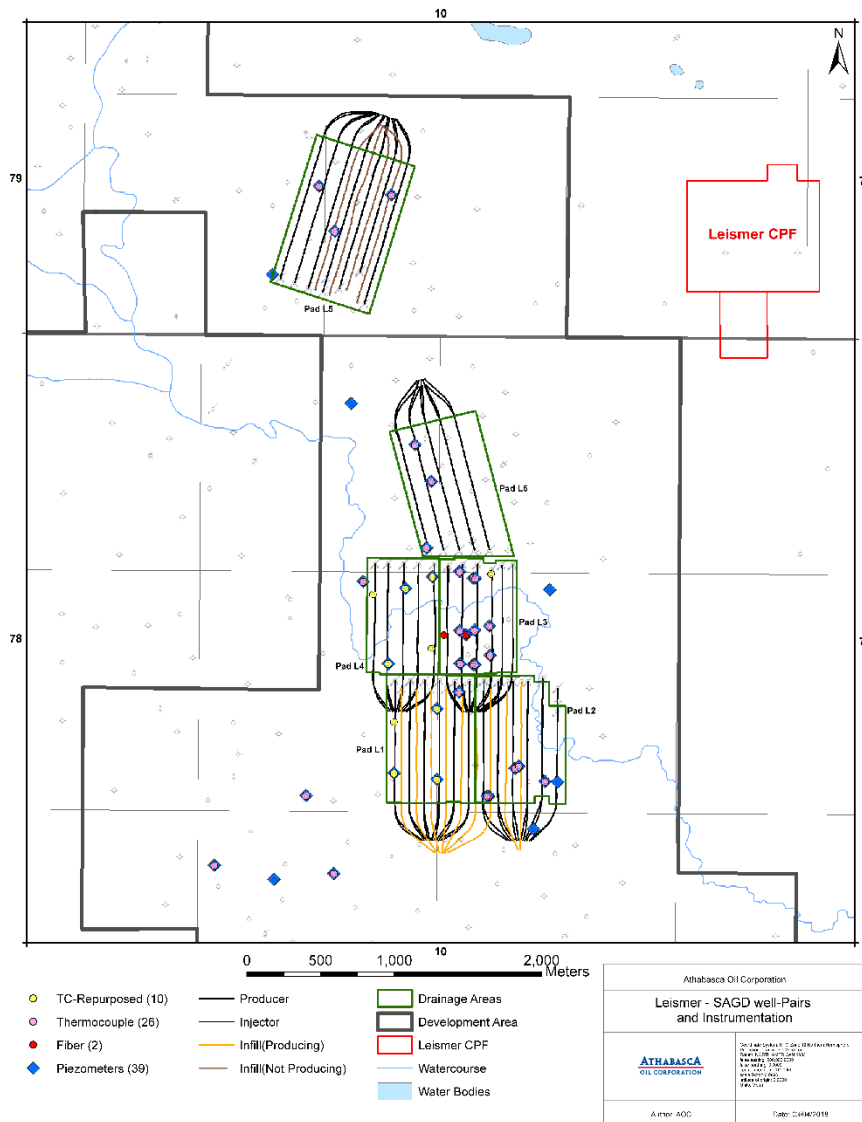 10
N
79
7
Leismer CPF
Pad L5
Pad L6
78
7
Pad L3
Pad L4
Pad L2
Pad L1
10
0 500 1,000 2,000
Meters
TC-Repurposed (10)
Thermocouple (26)
Fiber (2)
Piezometers (39)
Producer
Injector
Infill(Producing)
Infill(Not Producing)
Drainage Areas
Development Area
Leismer CPF
Watercourse
Water Bodies
Athabasca Oil Corporation
Leismer - SAGD well-Pairs
and Instrumentation
ATHABASCA
OIL CORPORATION
Author: AOC